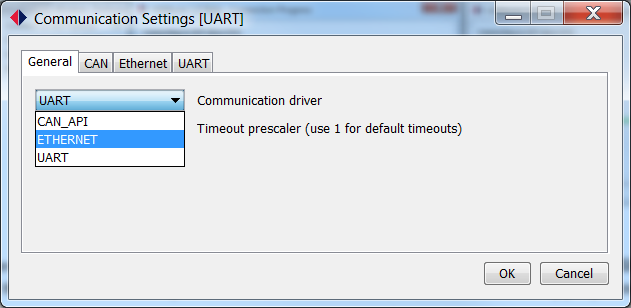 Communication Settings [UART]
General CAN Ethernet UART
UART Communication driver
CAN_API
ETHERNET Timeout prescaler (use 1 for default timeouts)
UART
OK Cancel